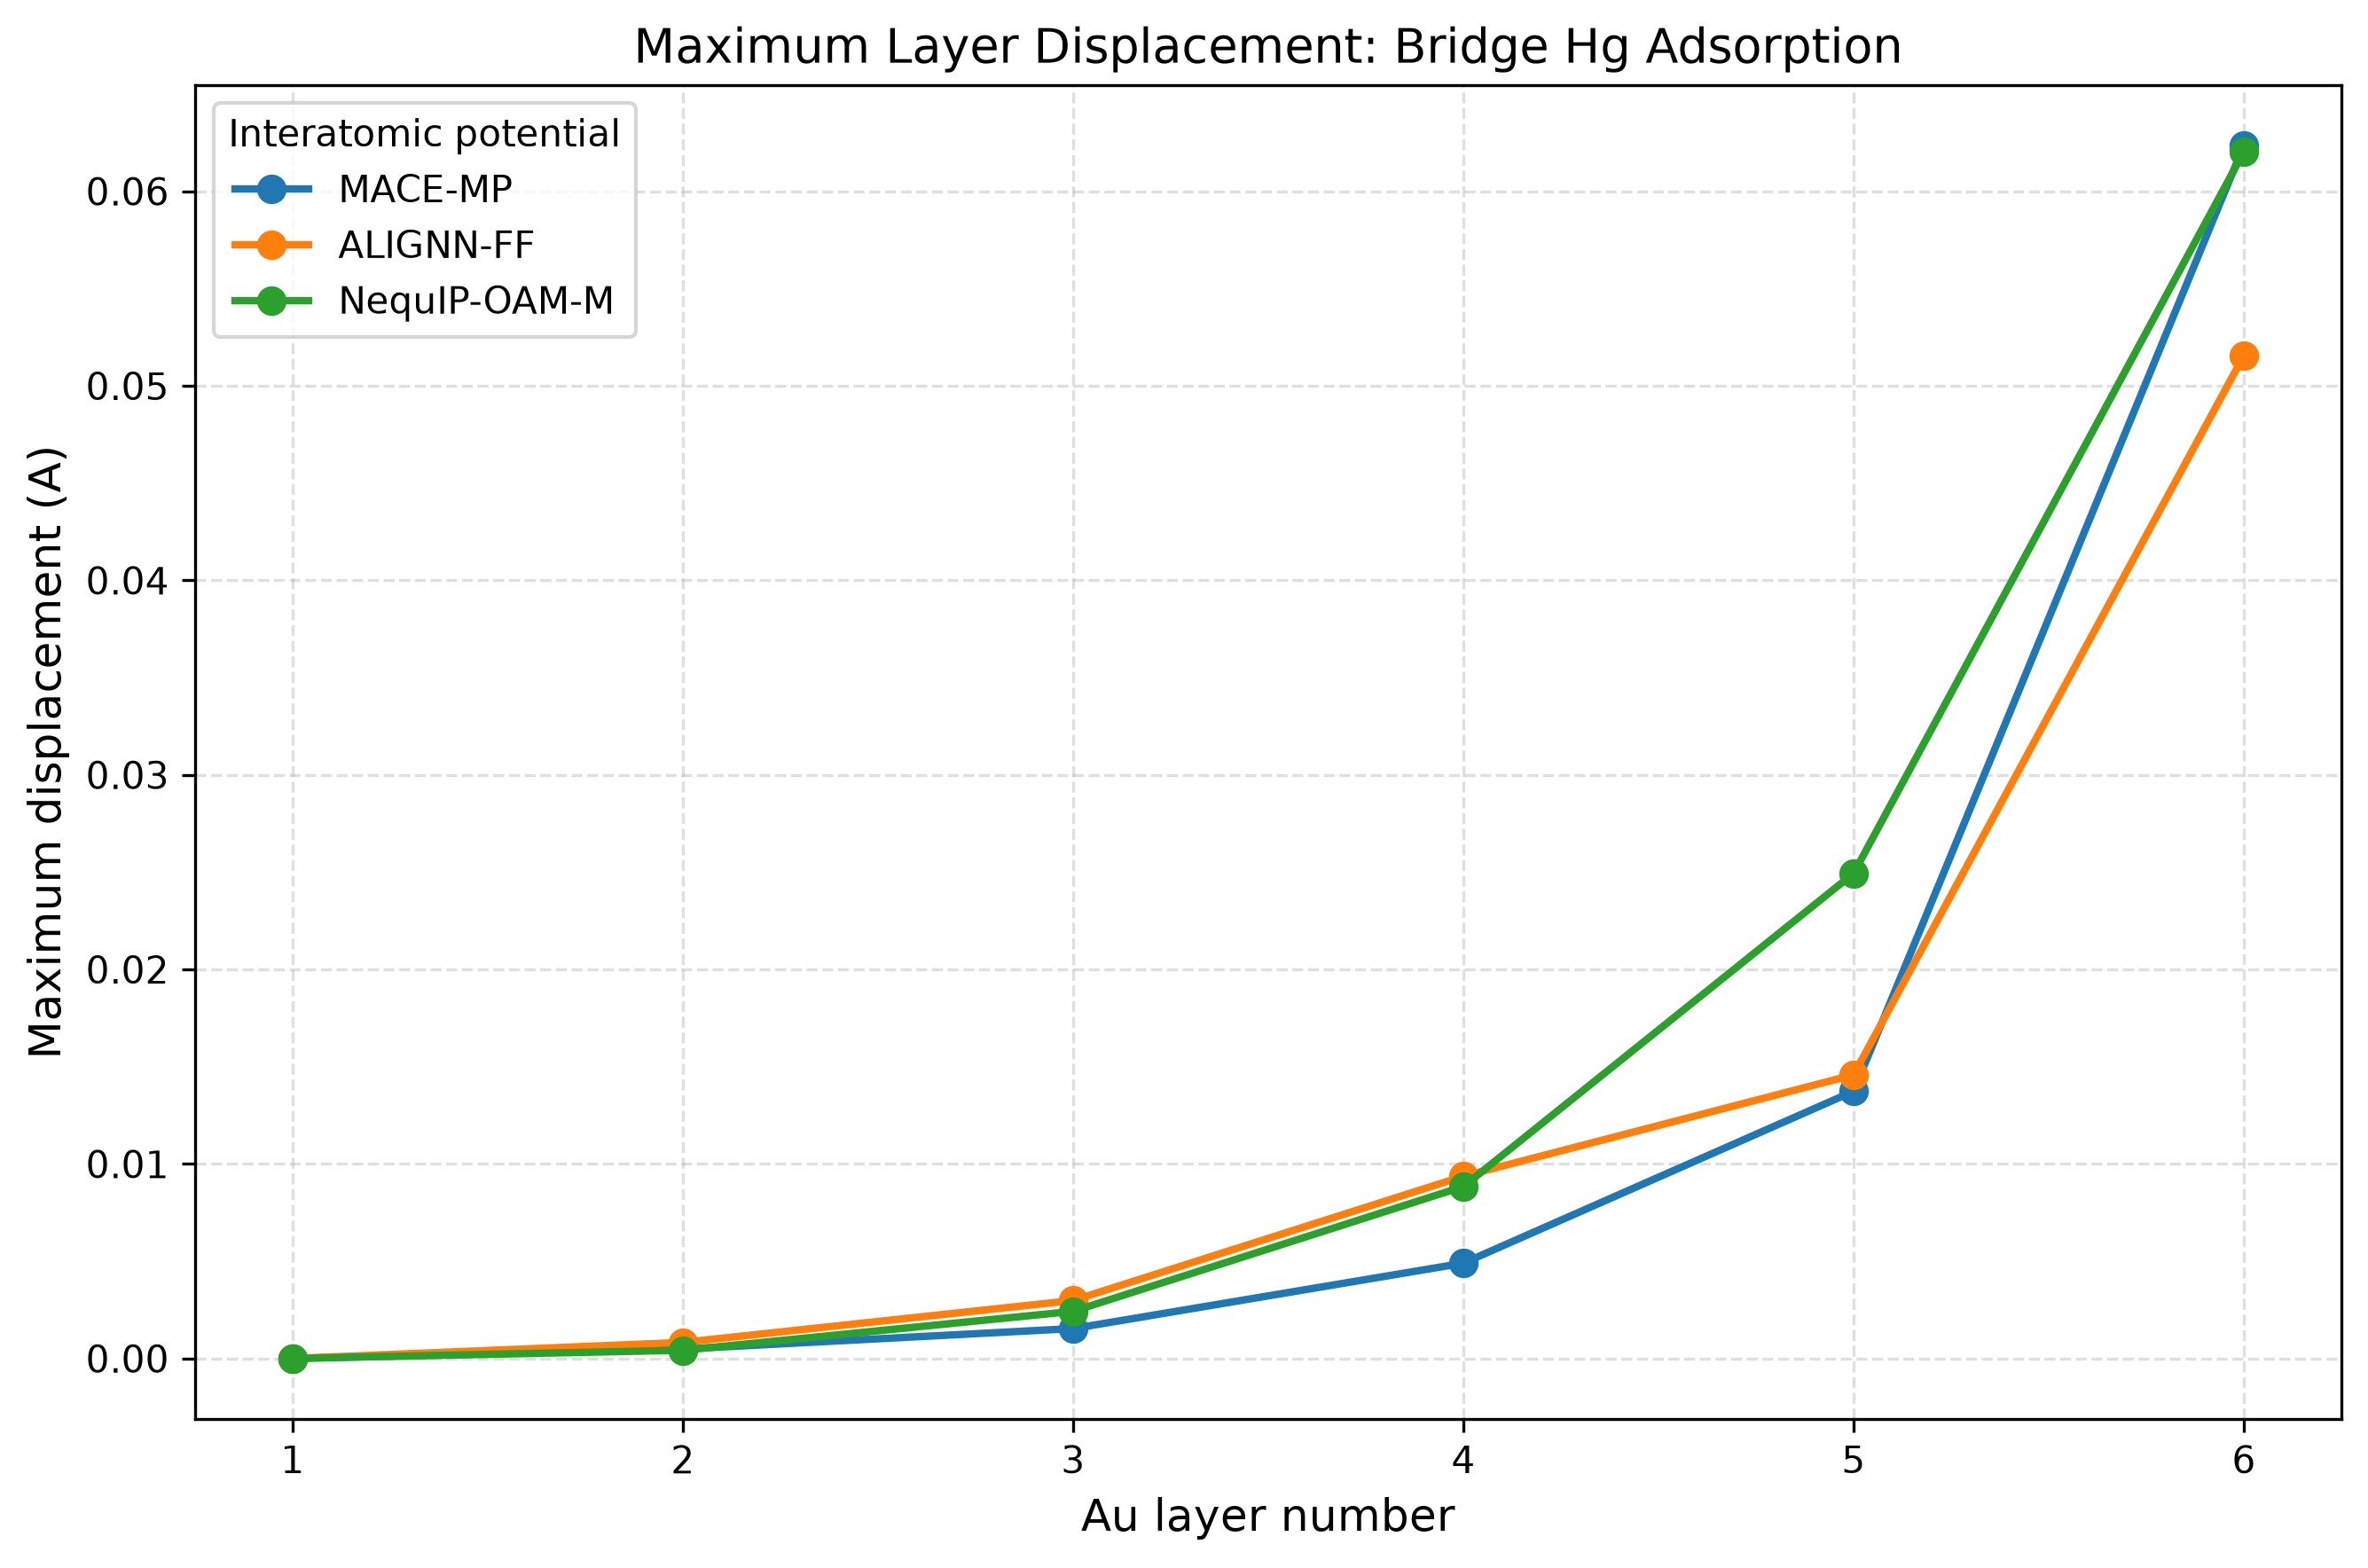 Maximum Layer Displacement: Bridge Hg Adsorption
Interatomic potential
MACE-MP
ALIGNN-FF
NequIP-OAM-M
Maximum displacement (A)
0.06
0.05
0.04
0.03
0.02
0.01
0.00
1 2 3 4 5 6
Au layer number